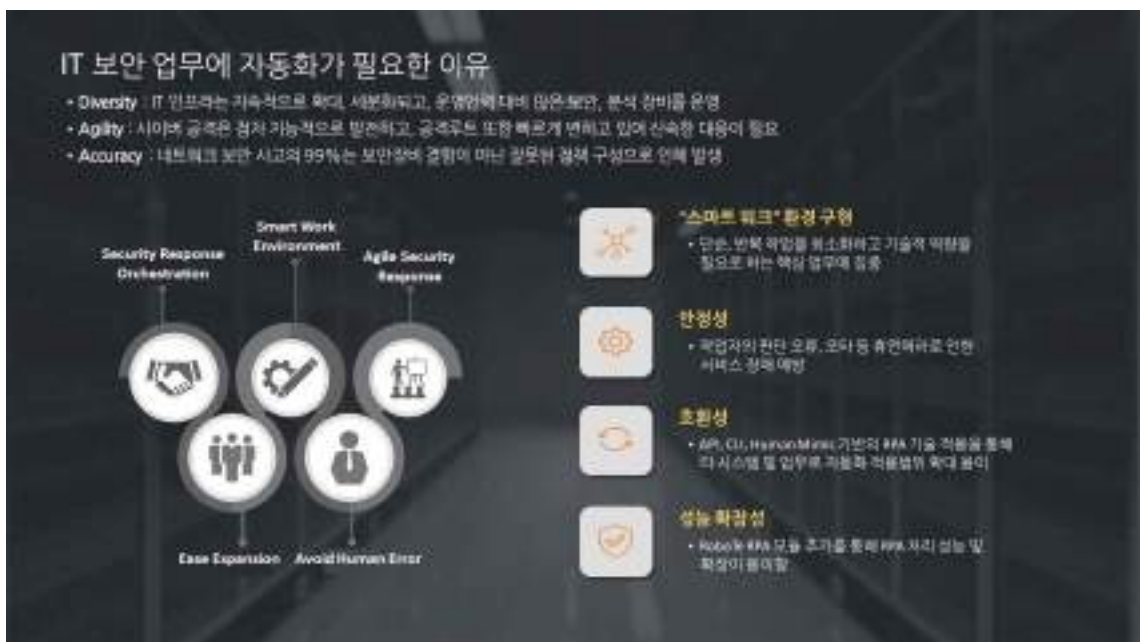 IT 보안 업무에 자동화가 필요한 이유
• Diversity : IT 인프라는 지속적으로 확대, 세분화되고, 운영인력 대비 많은 보안, 분석 장비를 운영
• Agility : 사이버 공격은 점차 지능적으로 발전하고, 공격루트 또한 빠르게 변하고 있어 신속한 대응이 필요
• Accuracy : 네트워크 보안 사고의 99%는 보안장비 결함이 아닌 잘못된 정책 구성으로 인해 발생
Smart Work
Environment
Security Response
Orchestration
Agile Security
Response
Ease Expansion
Avoid Human Error
"스마트 워크" 환경 구현
• 단순, 반복 작업을 최소화하고 기술적 역량을
필요로 하는 핵심 업무에 집중
안정성
• 작업자의 판단 오류, 오타 등 휴먼에러로 인한
서비스 장애 예방
호환성
• API, CLI, Human Mimic 기반의 RPA 기술 적용을 통해
타 시스템 및 업무로 자동화 적용범위 확대 용이
성능 확장성
• RPA 모듈 추가를 통해 RPA 처리 성능 및
확장이 용이함